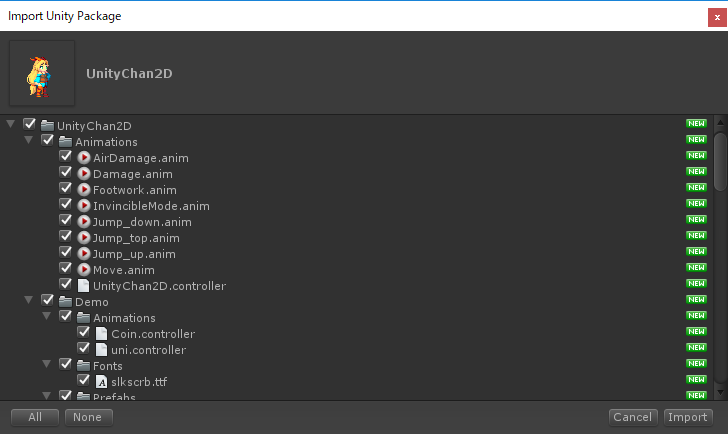 Import Unity Package
UnityChan2D
UnityChan2D NEW
Animations NEW
AirDamage.anim NEW
Damage.anim NEW
Footwork.anim NEW
InvincibleMode.anim NEW
Jump_down.anim NEW
Jump_top.anim NEW
Jump_up.anim NEW
Move.anim NEW
UnityChan2D.controller NEW
Demo NEW
Animations NEW
Coin.controller NEW
uni.controller NEW
Fonts NEW
slkscrb.ttf NEW
Prefabs NEW
All None Cancel Import